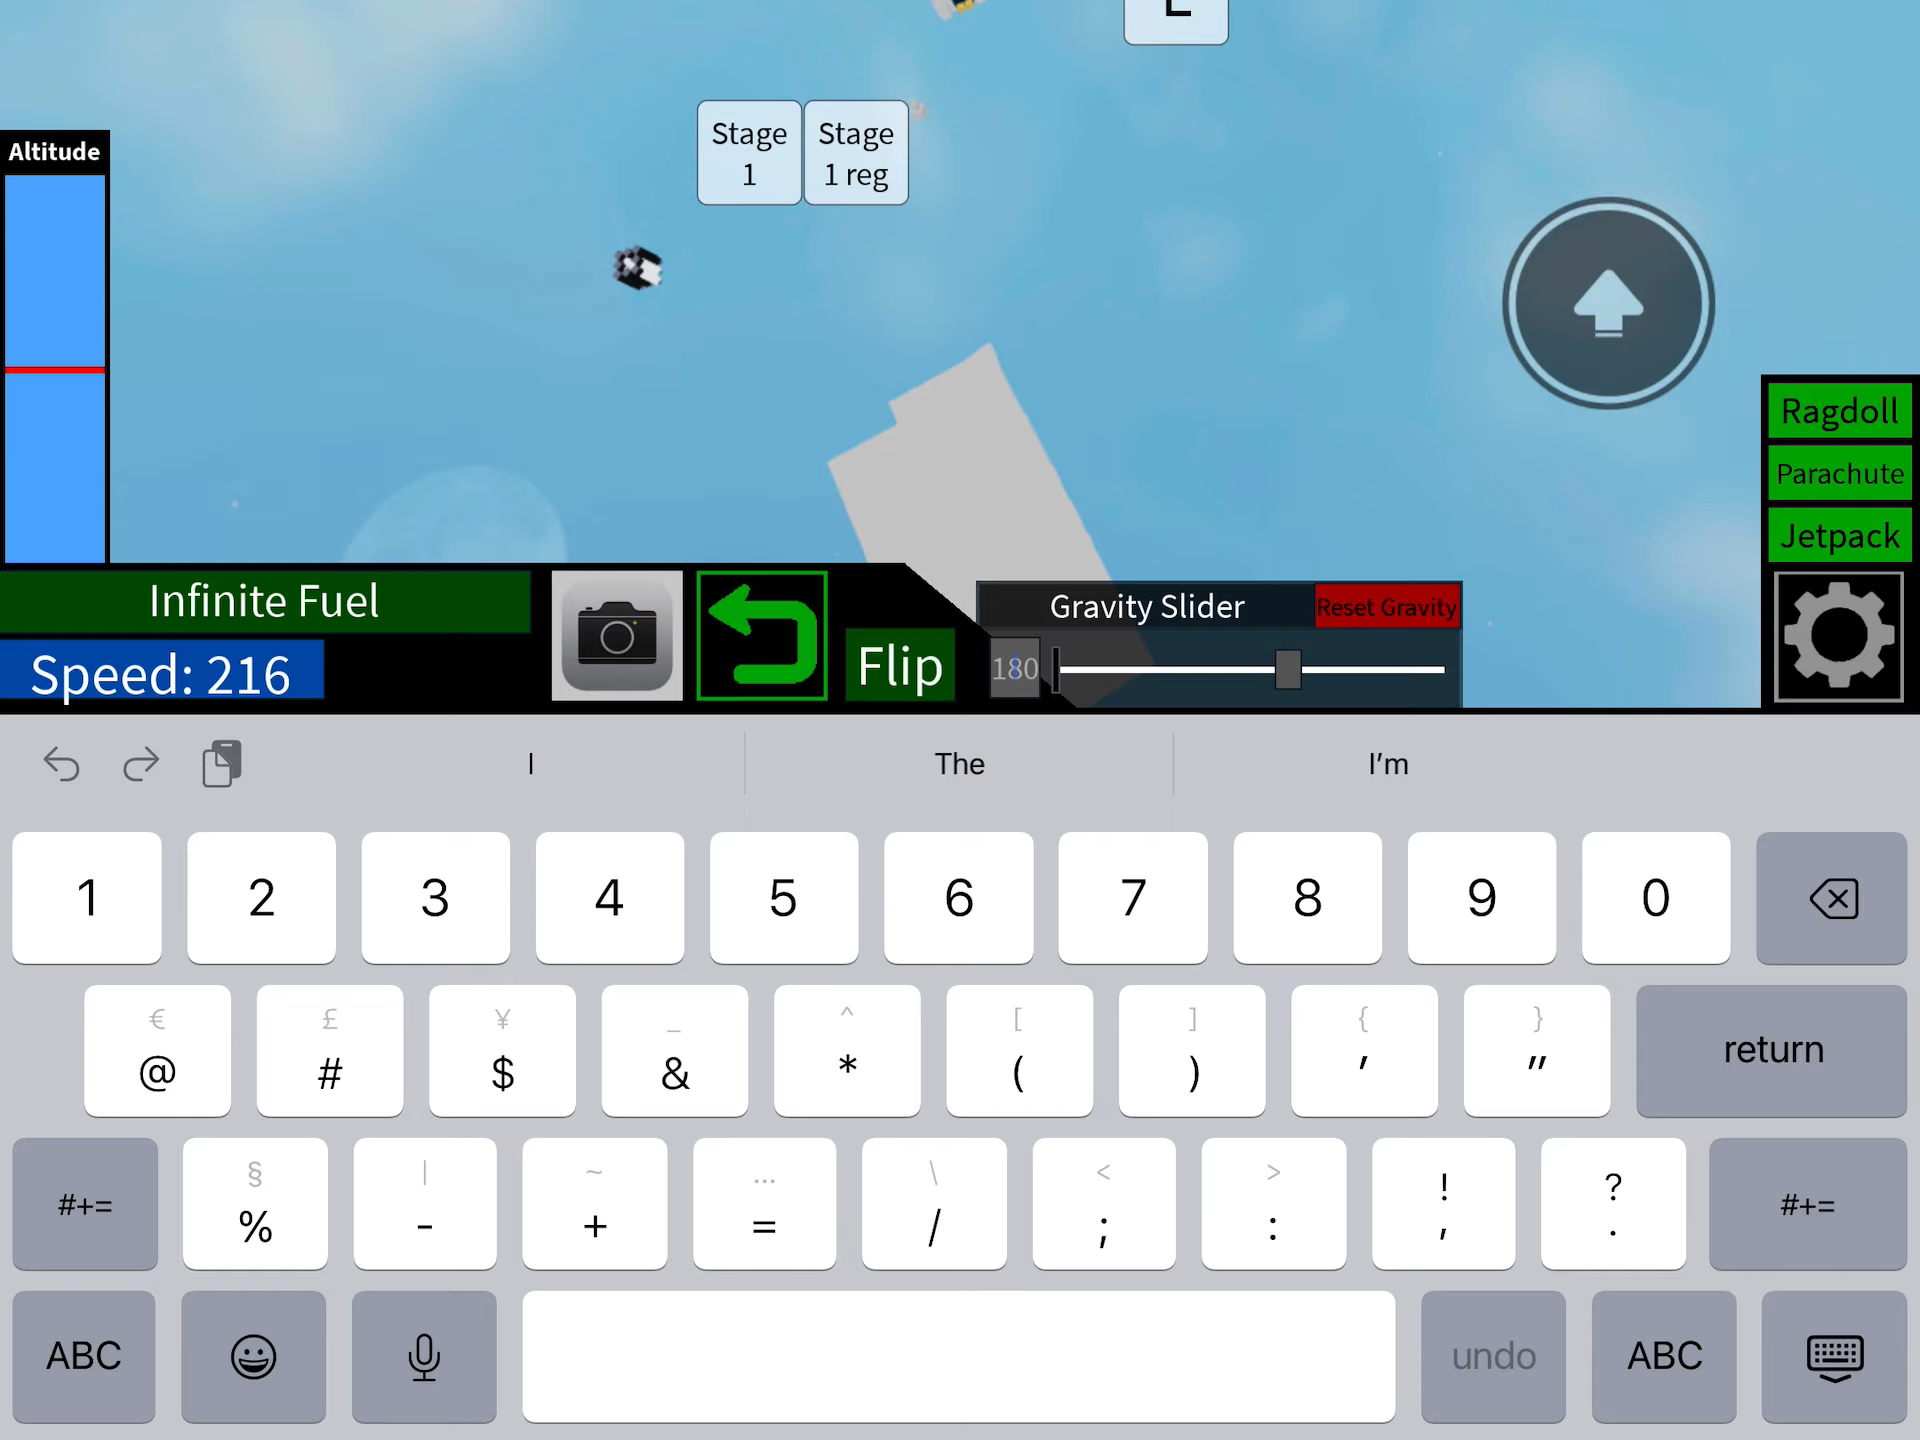 L
Stage
1
Stage
1 reg
Altitude
Ragdoll
Parachute
Jetpack
Infinite Fuel
Speed: 216
Flip
Gravity Slider
Reset Gravity
180
I
The
I'm
1 2 3 4 5 6 7 8 9 0
€ £ ¥ _ ^ [ ] { }
@ # $ & * ( ) ' "
return
§ | ~ … \ < > ! ?
#+= % - + = / ; : , . #+=
ABC
undo
ABC